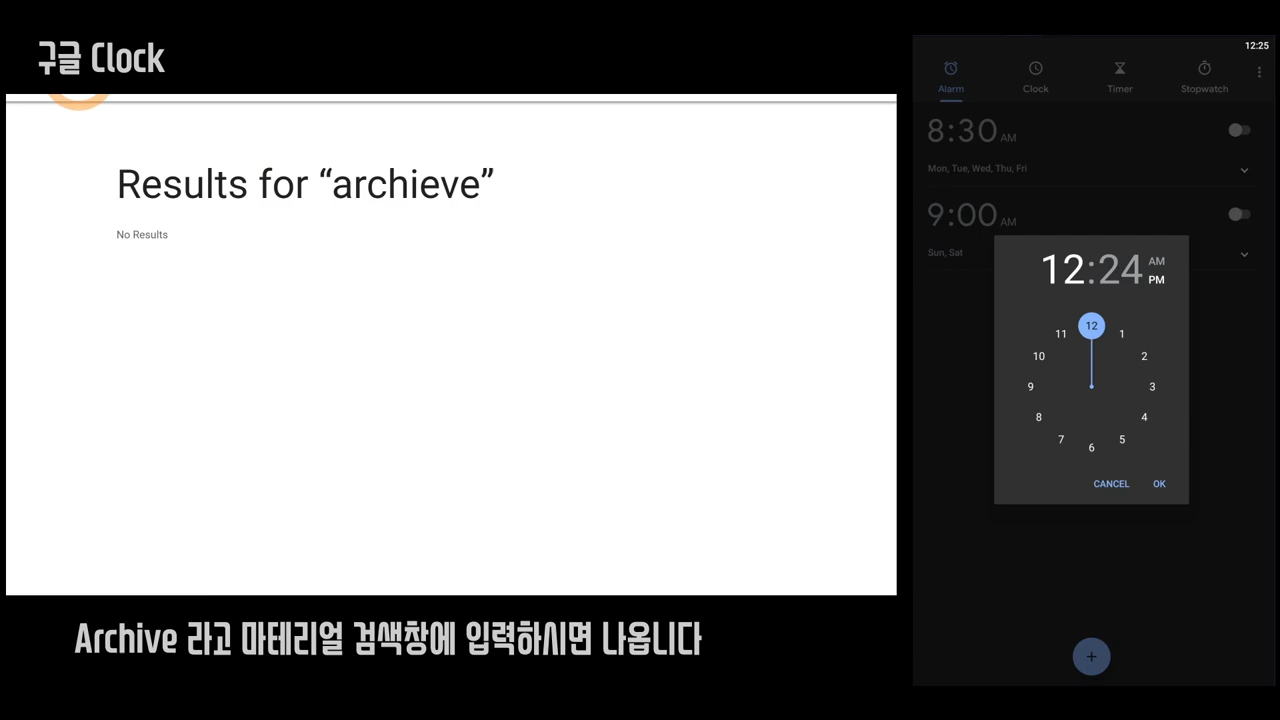 구글 Clock
Results for “archieve”
No Results
Archive 라고 마테리얼 검색창에 입력하시면 나옵니다
12:25
Alarm
Clock
Timer
Stopwatch
8:30 AM
Mon, Tue, Wed, Thu, Fri
9:00 AM
Sun, Sat
12:24
AM
PM
12
11
1
10
2
9
3
8
4
7
5
6
CANCEL
OK